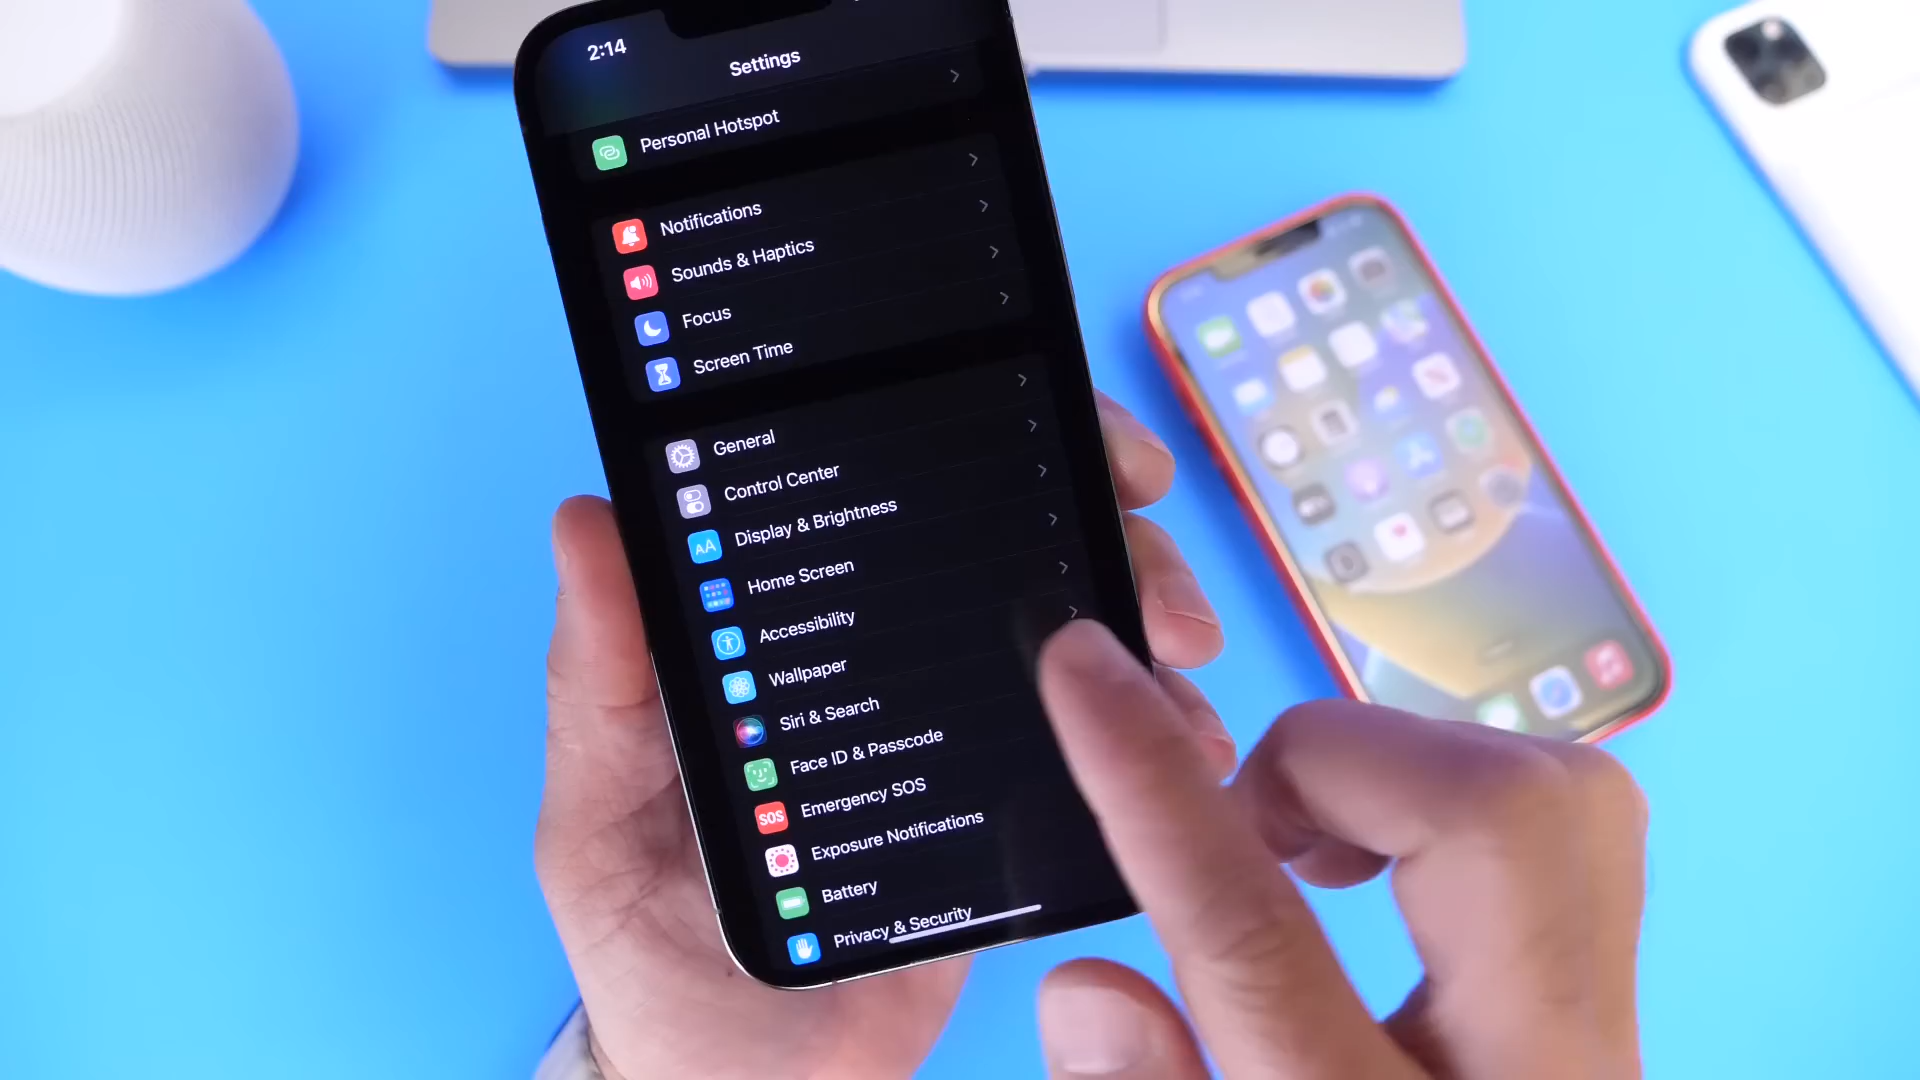 2:14
Settings
Personal Hotspot
Notifications
Sounds & Haptics
Focus
Screen Time
General
Control Center
AA
Display & Brightness
Home Screen
Accessibility
Wallpaper
Siri & Search
Face ID & Passcode
SOS
Emergency SOS
Exposure Notifications
Battery
Privacy & Security